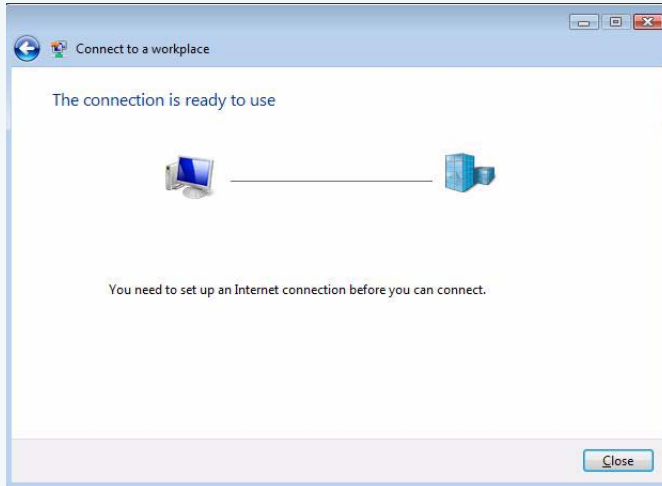 Connect to a workplace
The connection is ready to use
You need to set up an Internet connection before you can connect.
Close